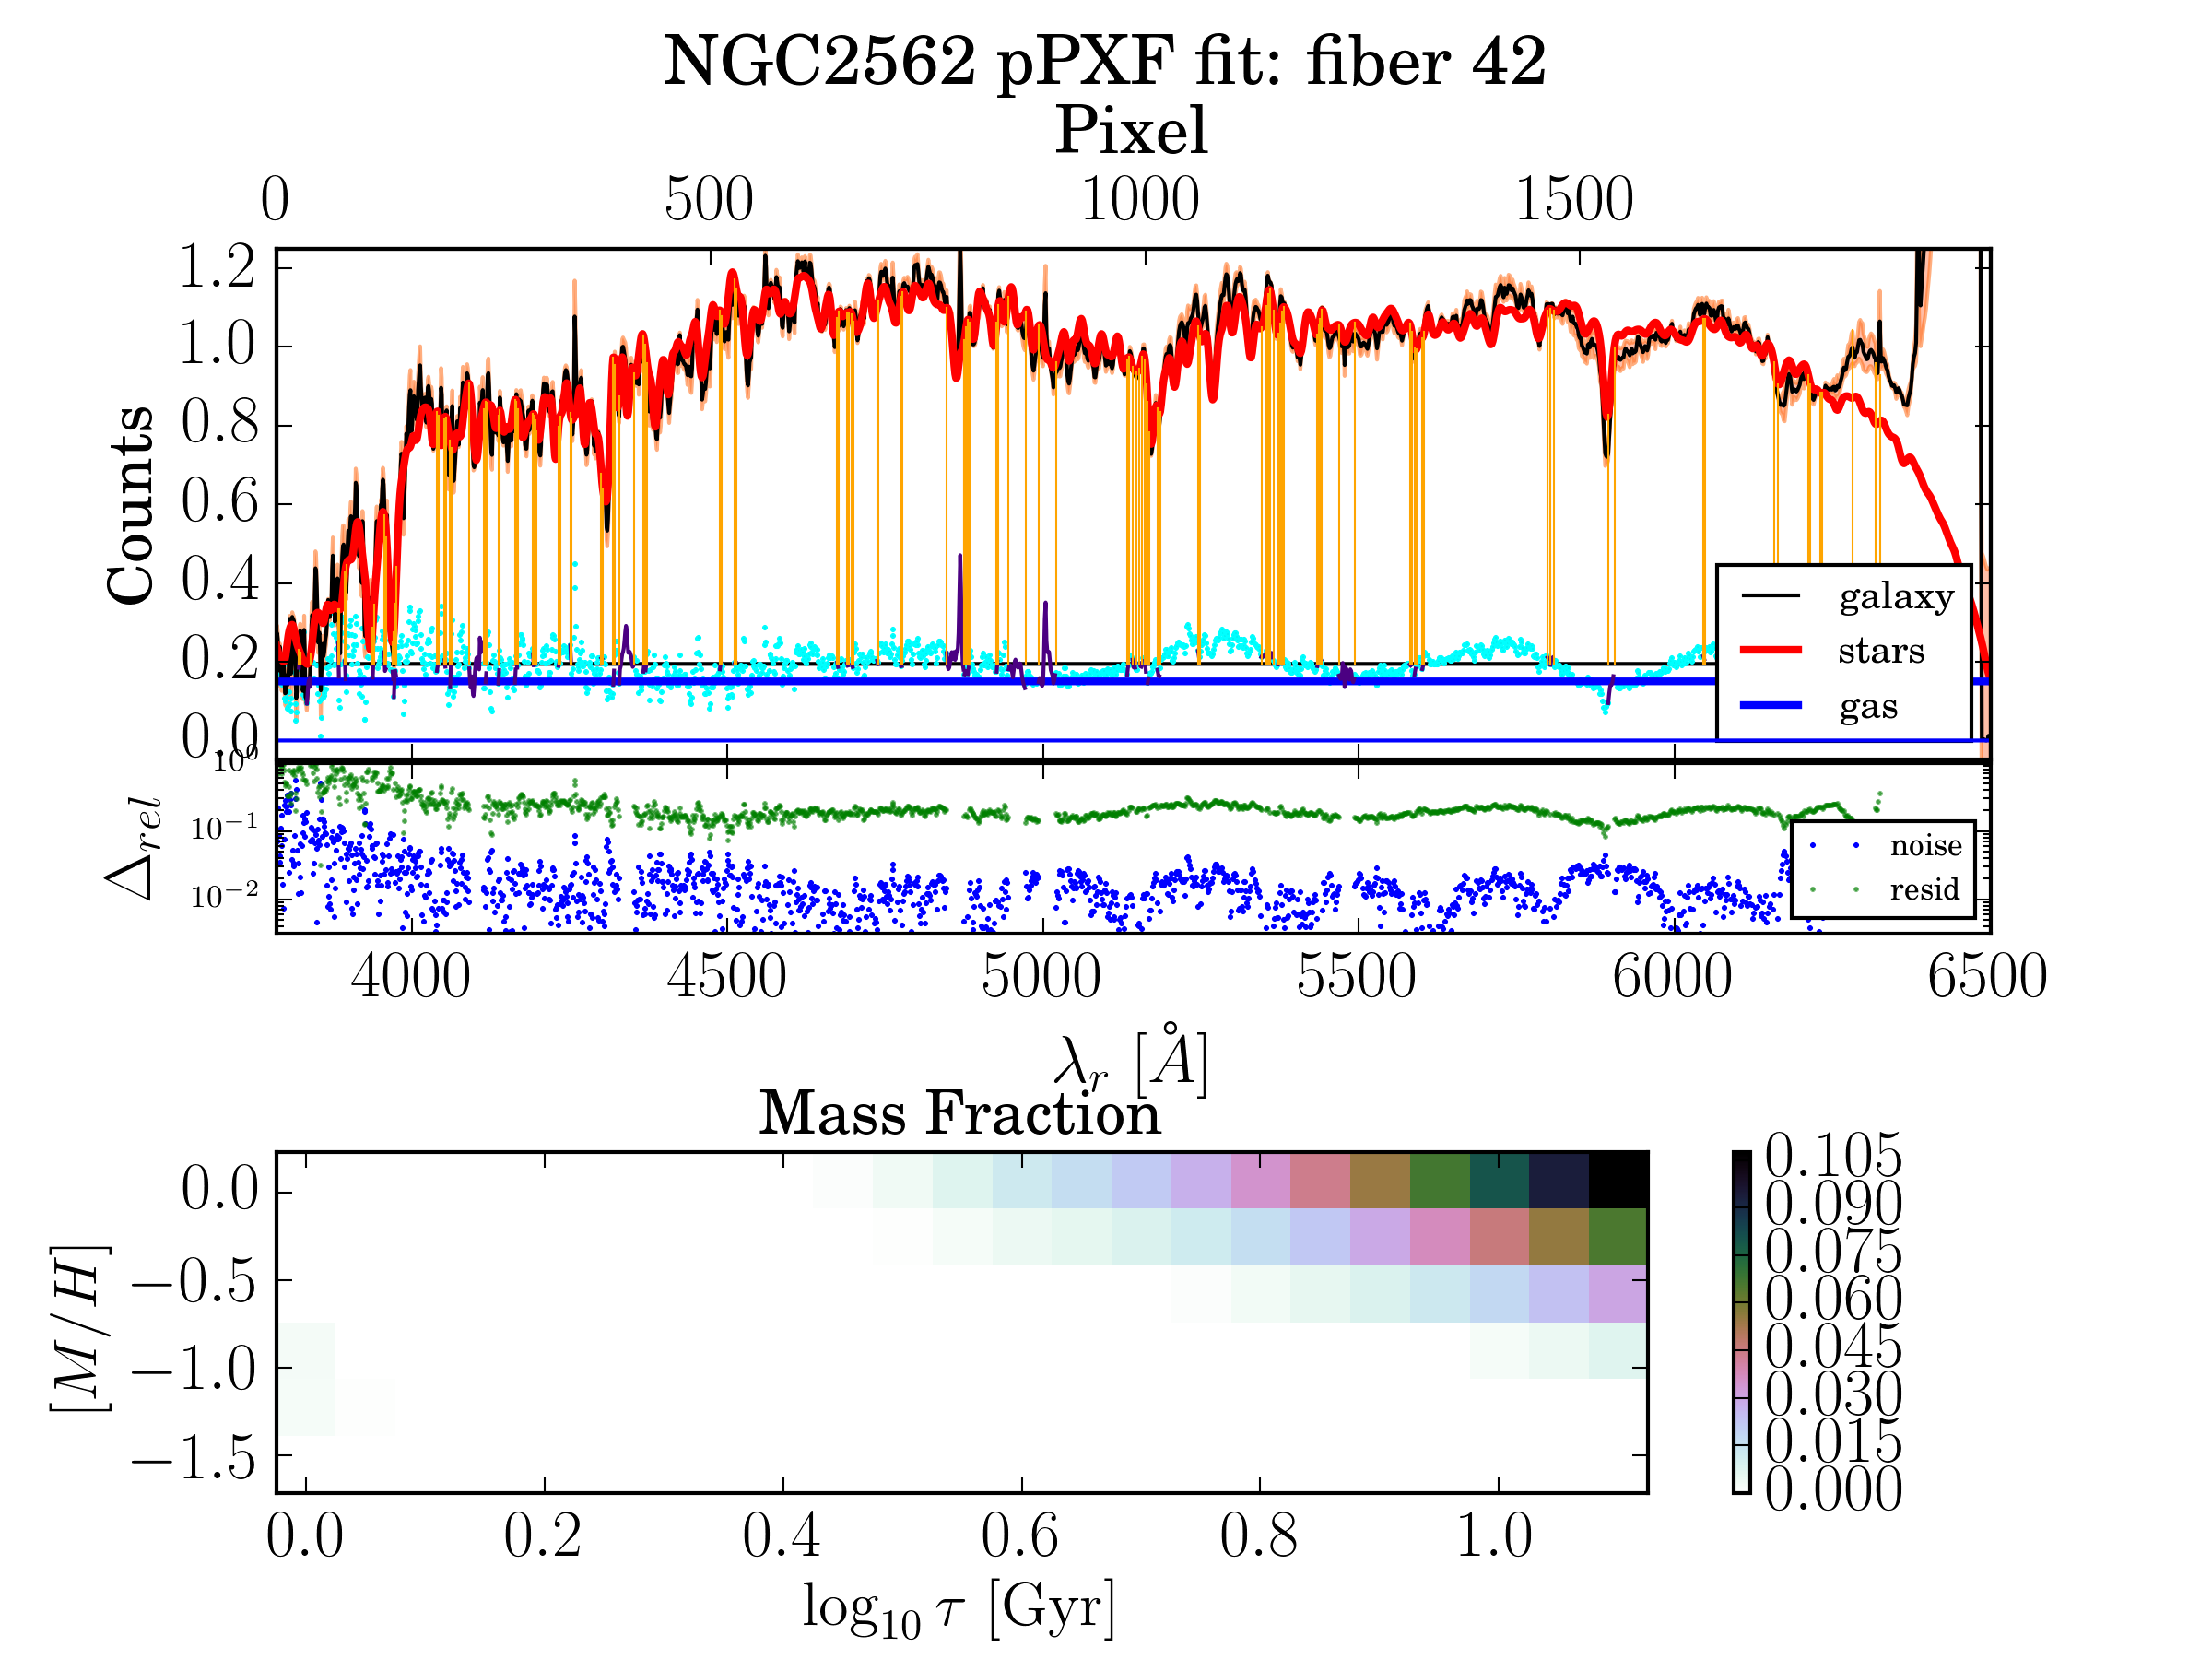 NGC2562 pPXF fit: fiber 42
Pixel
0 500 1000 1500
1.2
1.0
0.8
0.6
0.4
0.2
0.0
Counts
galaxy
stars
gas
10⁰
10⁻¹
10⁻²
Δrel
noise
resid
4000 4500 5000 5500 6000 6500
λr [Å]
Mass Fraction
0.0
−0.5
−1.0
−1.5
[M/H]
0.105
0.090
0.075
0.060
0.045
0.030
0.015
0.000
0.0 0.2 0.4 0.6 0.8 1.0
log₁₀ τ [Gyr]